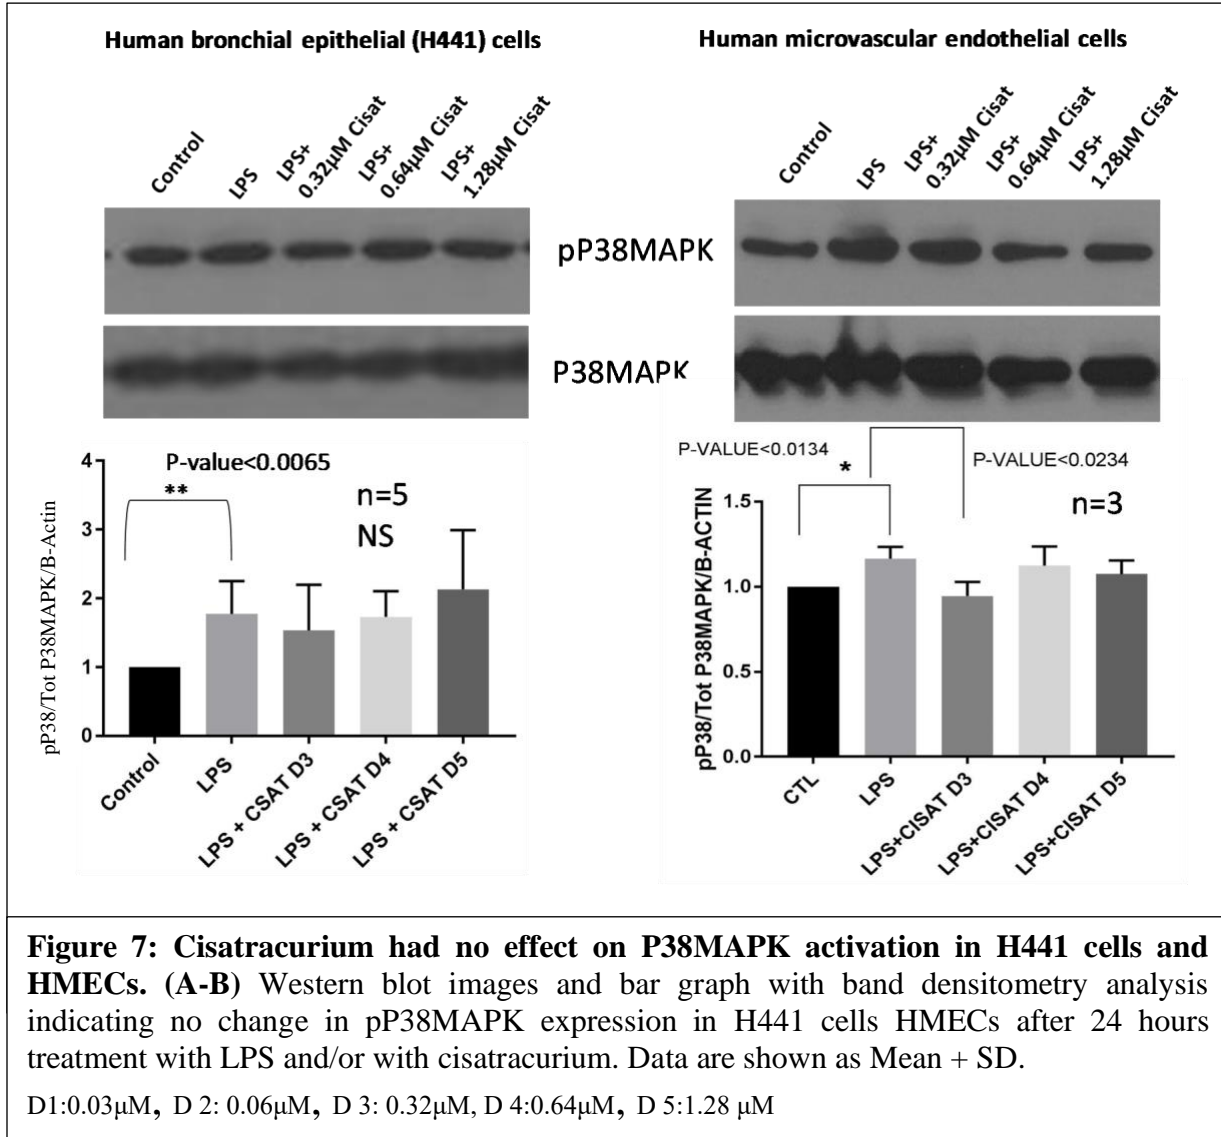 Human bronchial epithelial (H441) cells
Control
LPS
LPS+
0.32µM Cisat
LPS+
0.64µM Cisat
LPS+
1.28µM Cisat
Human microvascular endothelial cells
Control
LPS
LPS+
0.32µM Cisat
LPS+
0.64µM Cisat
LPS+
1.28µM Cisat
pP38MAPK
P38MAPK
P-value<0.0065
**
n=5
NS
pP38/Tot P38MAPK/B-Actin
4
3
2
1
0
Control
LPS
LPS + CSAT D3
LPS + CSAT D4
LPS + CSAT D5
P-VALUE<0.0134
*
P-VALUE<0.0234
n=3
pP38/Tot P38MAPK/B-ACTIN
1.5
1.0
0.5
0.0
CTL
LPS
LPS+CISAT D3
LPS+CISAT D4
LPS+CISAT D5
Figure 7: Cisatracurium had no effect on P38MAPK activation in H441 cells and
HMECs. (A-B) Western blot images and bar graph with band densitometry analysis
indicating no change in pP38MAPK expression in H441 cells HMECs after 24 hours
treatment with LPS and/or with cisatracurium. Data are shown as Mean + SD.
D1:0.03µM, D 2: 0.06µM, D 3: 0.32µM, D 4:0.64µM, D 5:1.28 µM